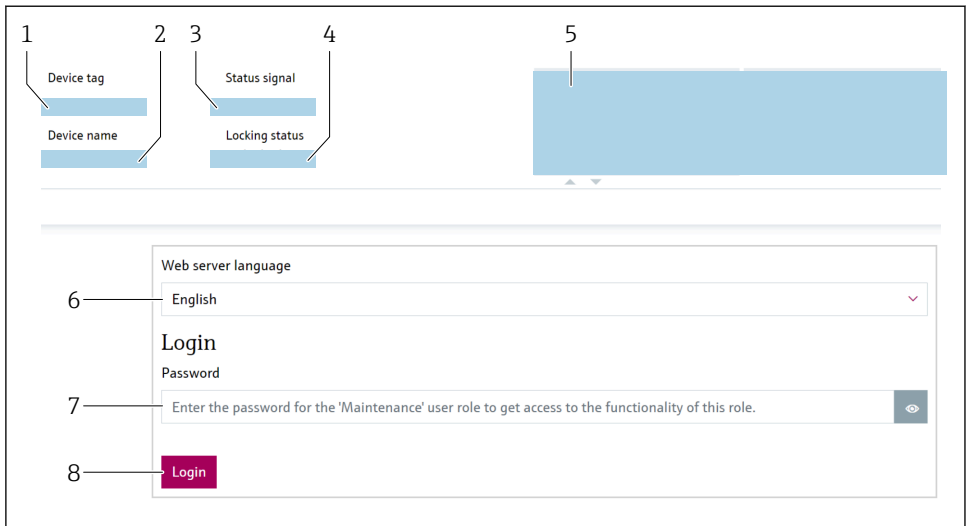 1 2 3 4 5
Device tag Status signal
Device name Locking status
Web server language
6 English
Login
Password
7 Enter the password for the 'Maintenance' user role to get access to the functionality of this role.
8 Login